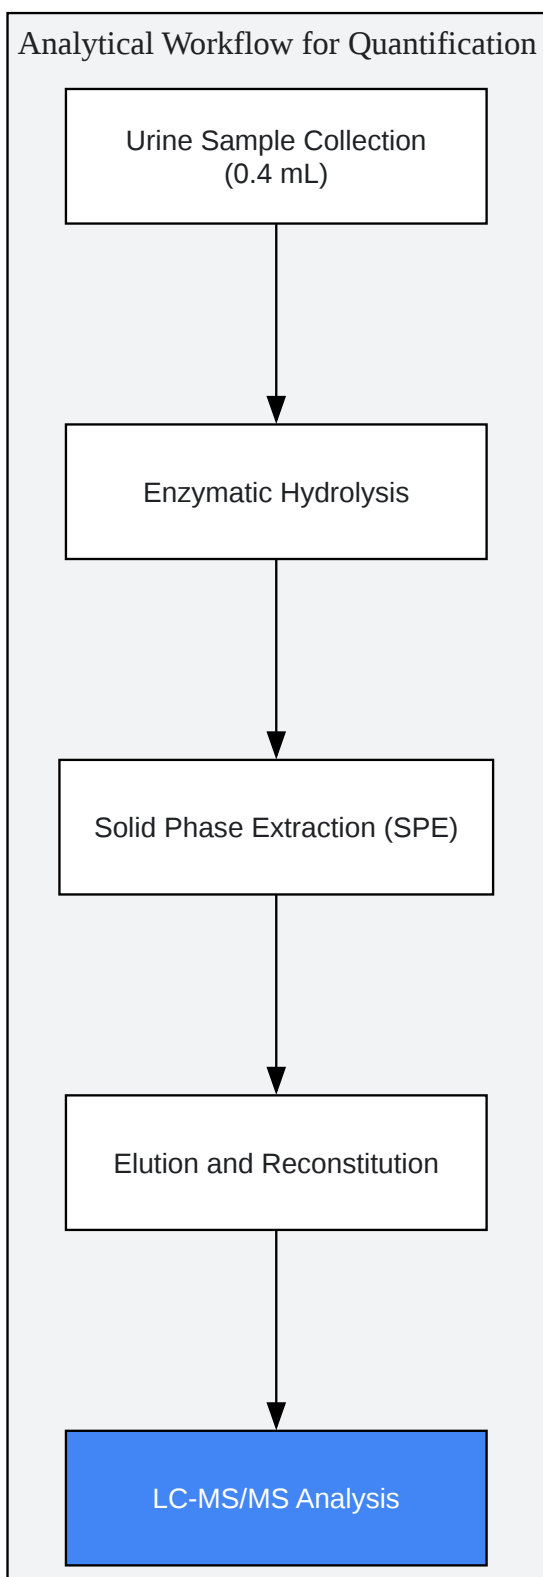 Analytical Workflow for Quantification
Urine Sample Collection
(0.4 mL)
Enzymatic Hydrolysis
Solid Phase Extraction (SPE)
Elution and Reconstitution
LC-MS/MS Analysis